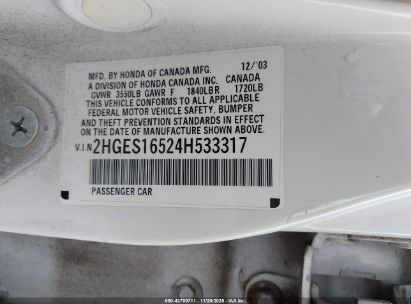 MFD. BY HONDA OF CANADA MFG. 12/'03
A DIVISION OF HONDA CANADA INC. CANADA
GVWR 3550LB GAWR F 1840LB R 1720LB
THIS VEHICLE CONFORMS TO ALL APPLICABLE
FEDERAL MOTOR VEHICLE SAFETY, BUMPER,
AND THEFT PREVENTION STANDARDS IN EFFECT
ON THE DATE OF MANUFACTURE SHOWN ABOVE.
V.I.N. 2HGES16524H533317
PASSENGER CAR